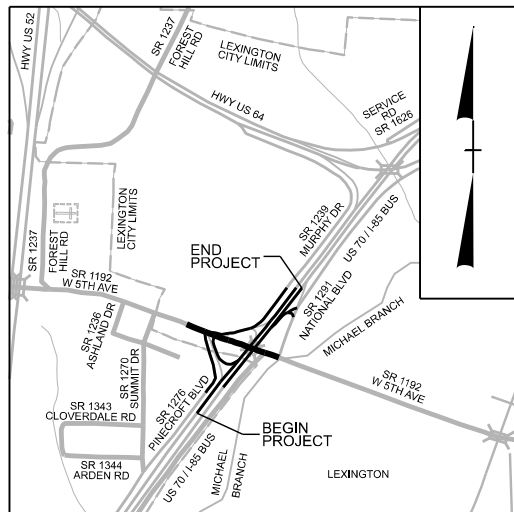 HWY US 52
SR 1237
FOREST
HILL RD
LEXINGTON
CITY LIMITS
HWY US 64
SERVICE
RD
SR 1626
SR 1237
FOREST
HILL RD
LEXINGTON
CITY LIMITS
SR 1239
MURPHY DR
US 70 / I-85 BUS
END
PROJECT
SR 1291
NATIONAL BLVD
SR 1192
W 5TH AVE
MICHAEL BRANCH
SR 1236
ASHLAND DR
SR 1270
SUMMIT DR
SR 1276
PINECROFT BLVD
SR 1192
W 5TH AVE
SR 1343
CLOVERDALE RD
BEGIN
PROJECT
US 70 / I-85 BUS
MICHAEL
BRANCH
SR 1344
ARDEN RD
LEXINGTON